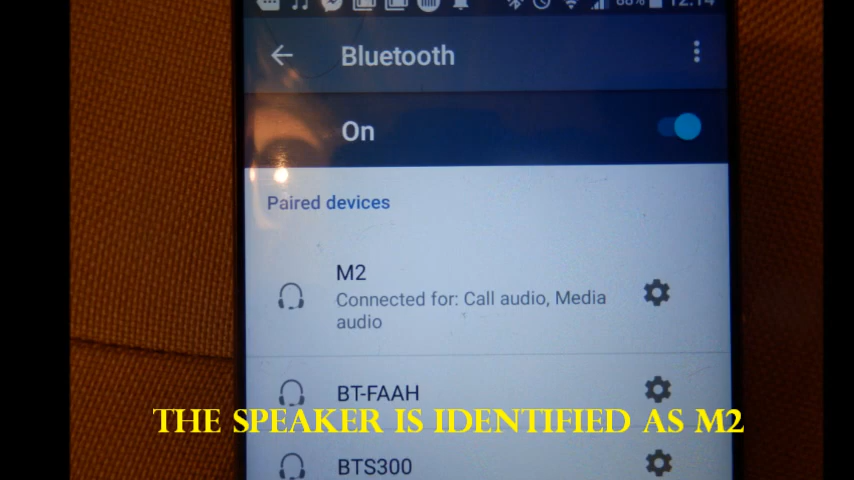 Bluetooth
On
Paired devices
M2
Connected for: Call audio, Media
audio
BT-FAAH
THE SPEAKER IS IDENTIFIED AS M2
BTS300